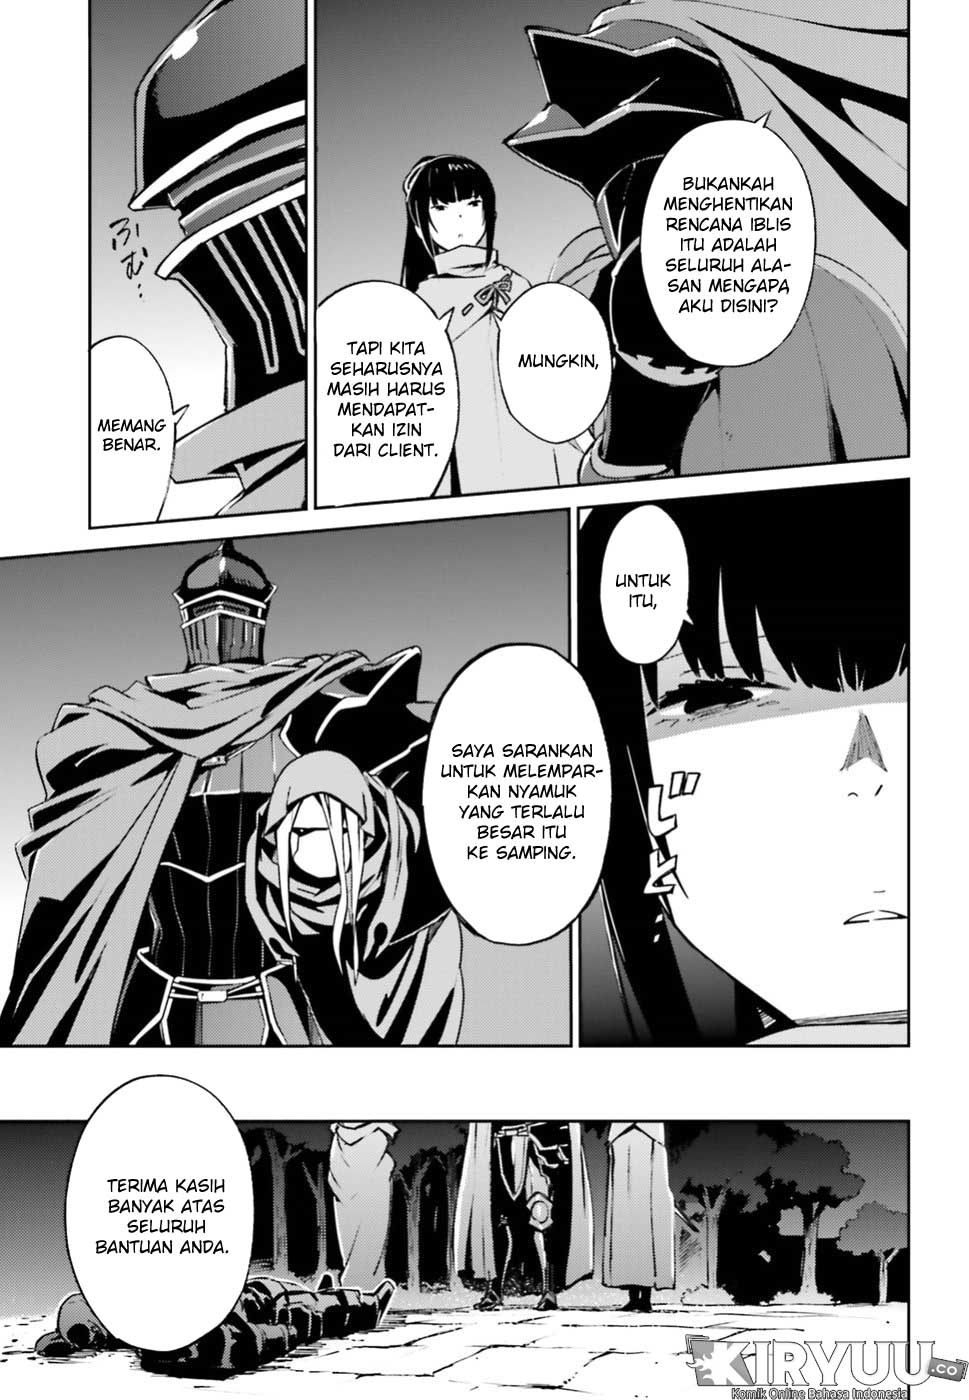 BUKANKAH
MENGHENTIKAN
RENCANA IBLIS
ITU ADALAH
SELURUH ALA-
SAN MENGAPA
AKU DISINI?
MUNGKIN,
TAPI KITA
SEHARUSNYA
MASIH HARUS
MENDAPAT-
KAN IZIN
DARI CLIENT.
ふむ…
MEMANG
BENAR.
UNTUK
ITU,
じと
SAYA SARANKAN
UNTUK MELEMPAR-
KAN NYAMUK
YANG TERLALU
BESAR ITU
KE SAMPING.
TERIMA KASIH
BANYAK ATAS
SELURUH
BANTUAN ANDA.
KIRYUU.CO
Komik Online Bahasa Indonesia